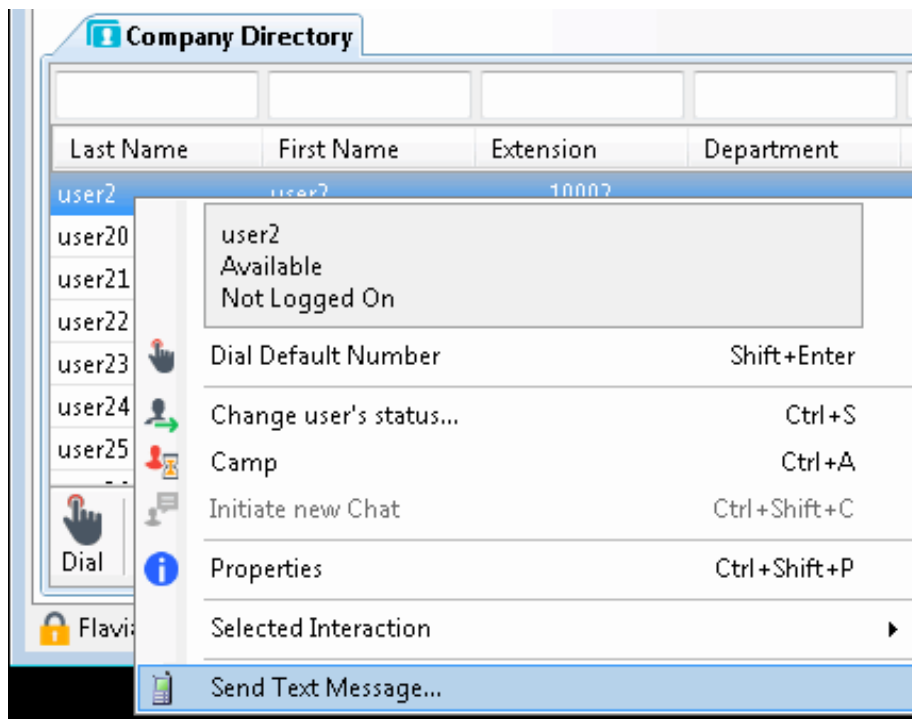 Company Directory
Last Name First Name Extension Department
user2 user2 10002
user20
user2
Available
Not Logged On
user21
user22
user23
Dial Default Number Shift+Enter
user24
Change user's status... Ctrl+S
user25
Camp Ctrl+A
Initiate new Chat Ctrl+Shift+C
Dial
Properties Ctrl+Shift+P
Selected Interaction
Send Text Message...